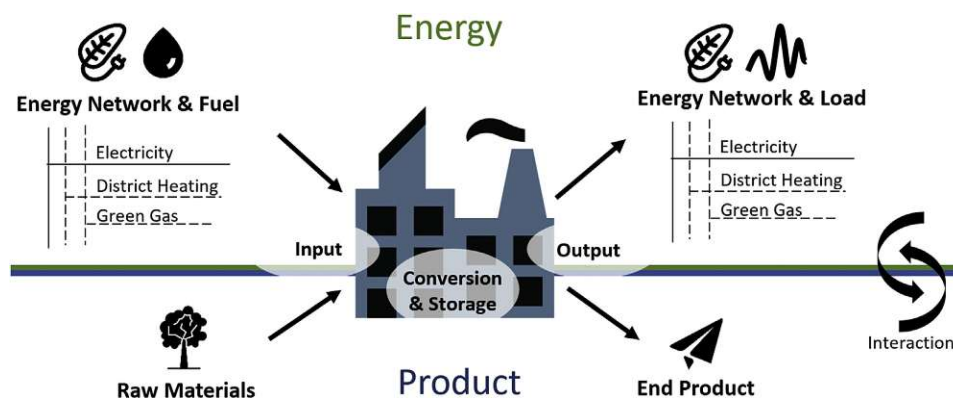 Energy
Energy Network & Fuel
Electricity
District Heating
Green Gas
Energy Network & Load
Electricity
District Heating
Green Gas
Input
Output
Conversion
& Storage
Interaction
Raw Materials
Product
End Product